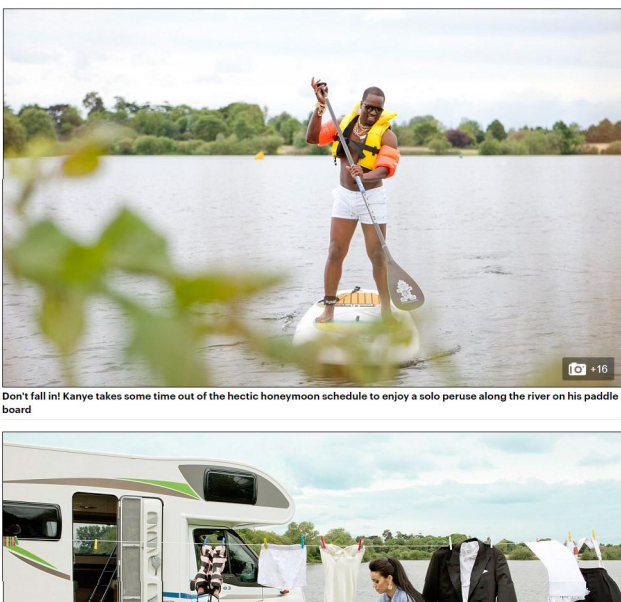 +16
Don't fall in! Kanye takes some time out of the hectic honeymoon schedule to enjoy a solo peruse along the river on his paddle
board